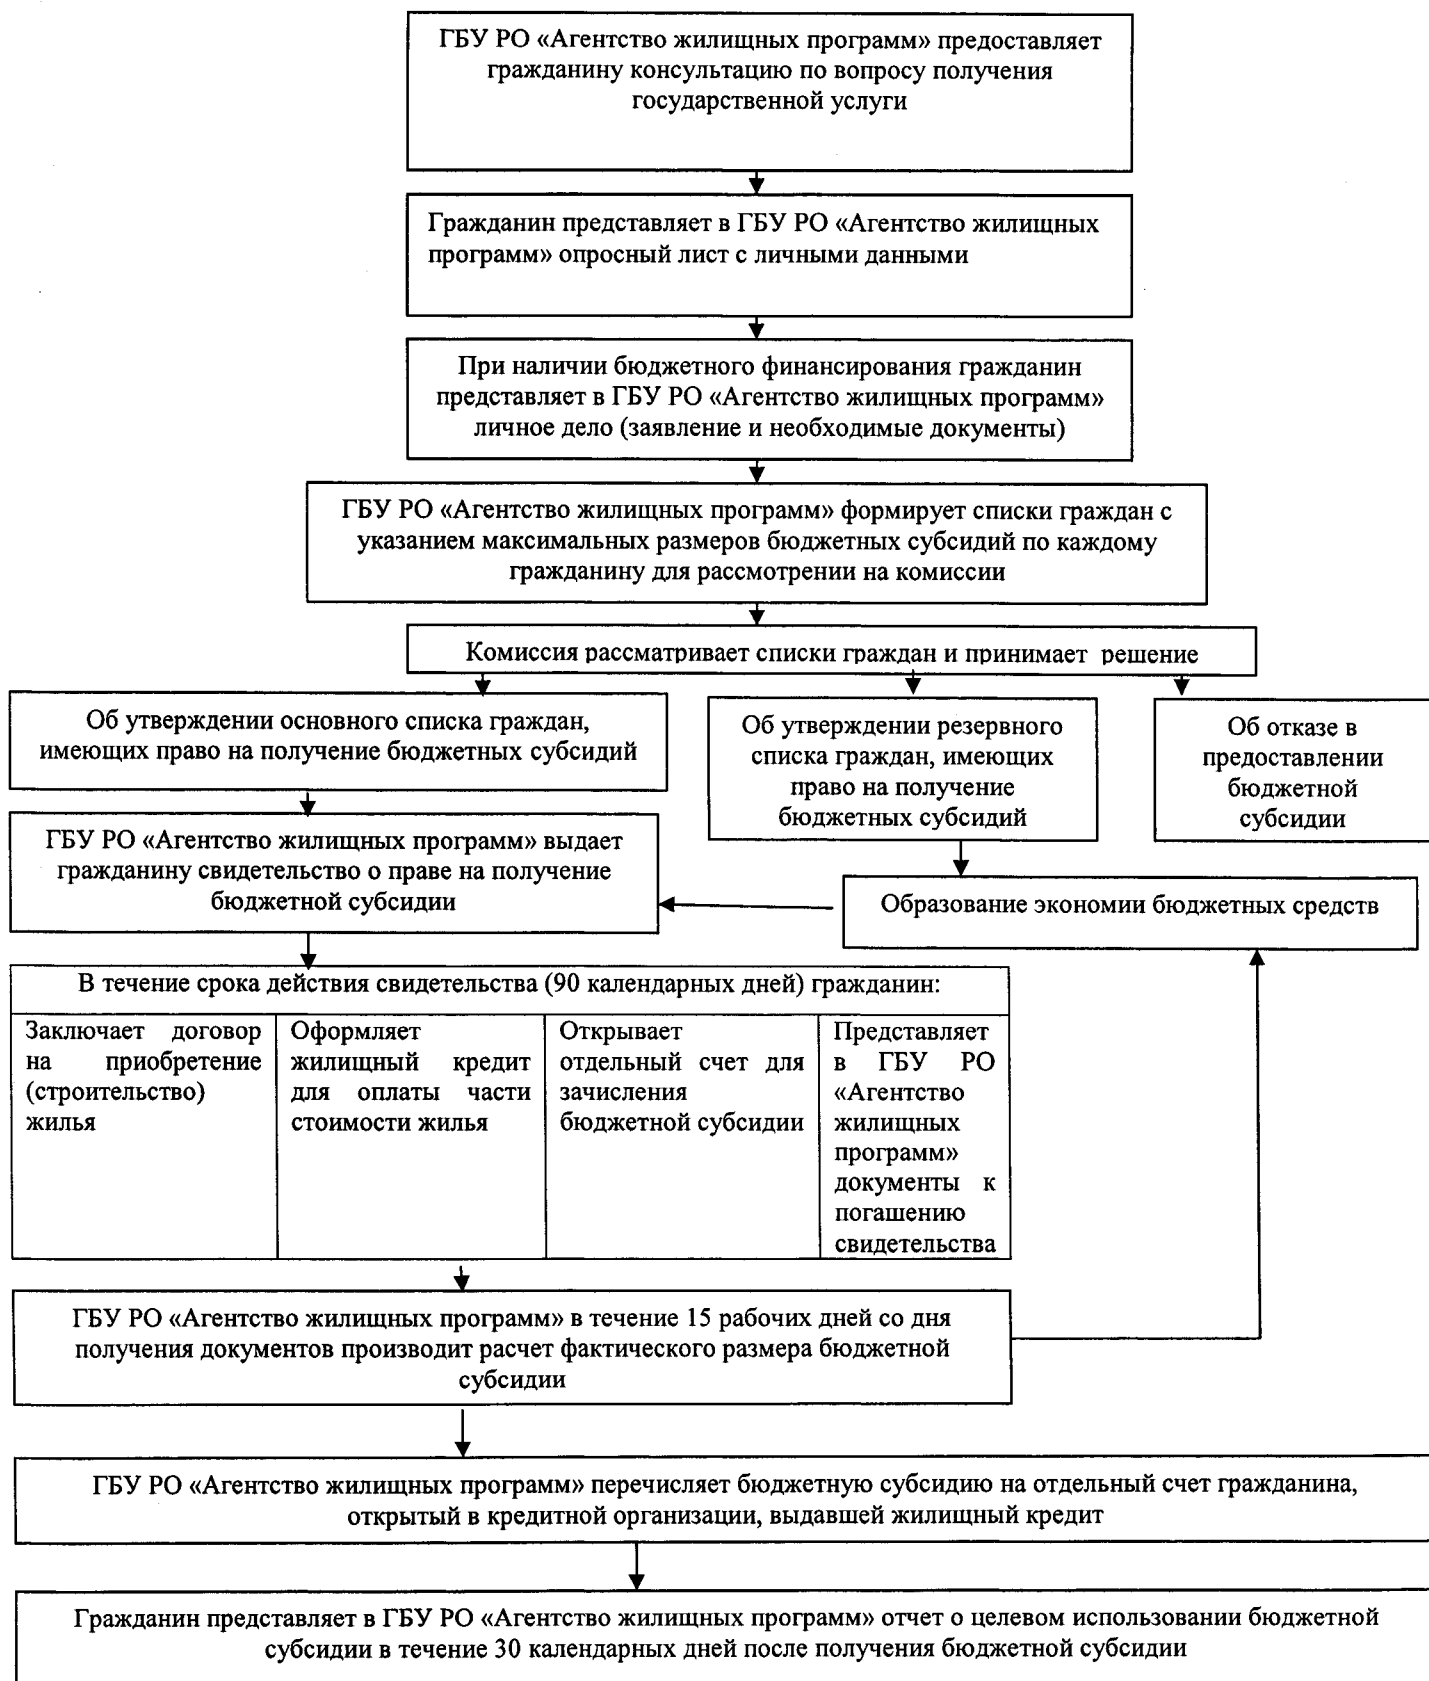 ГБУ РО «Агентство жилищных программ» предоставляет
гражданину консультацию по вопросу получения
государственной услуги
Гражданин представляет в ГБУ РО «Агентство жилищных
программ» опросный лист с личными данными
При наличии бюджетного финансирования гражданин
представляет в ГБУ РО «Агентство жилищных программ»
личное дело (заявление и необходимые документы)
ГБУ РО «Агентство жилищных программ» формирует списки граждан с
указанием максимальных размеров бюджетных субсидий по каждому
гражданину для рассмотрении на комиссии
Комиссия рассматривает списки граждан и принимает решение
Об утверждении основного списка граждан,
имеющих право на получение бюджетных субсидий
Об утверждении резервного
списка граждан, имеющих
право на получение
бюджетных субсидий
Об отказе в
предоставлении
бюджетной
субсидии
ГБУ РО «Агентство жилищных программ» выдает
гражданину свидетельство о праве на получение
бюджетной субсидии
Образование экономии бюджетных средств
В течение срока действия свидетельства (90 календарных дней) гражданин:
Заключает договор
на приобретение
(строительство)
жилья
Оформляет
жилищный кредит
для оплаты части
стоимости жилья
Открывает
отдельный счет для
зачисления
бюджетной субсидии
Представляет
в ГБУ РО
«Агентство
жилищных
программ»
документы к
погашению
свидетельства
ГБУ РО «Агентство жилищных программ» в течение 15 рабочих дней со дня
получения документов производит расчет фактического размера бюджетной
субсидии
ГБУ РО «Агентство жилищных программ» перечисляет бюджетную субсидию на отдельный счет гражданина,
открытый в кредитной организации, выдавшей жилищный кредит
Гражданин представляет в ГБУ РО «Агентство жилищных программ» отчет о целевом использовании бюджетной
субсидии в течение 30 календарных дней после получения бюджетной субсидии